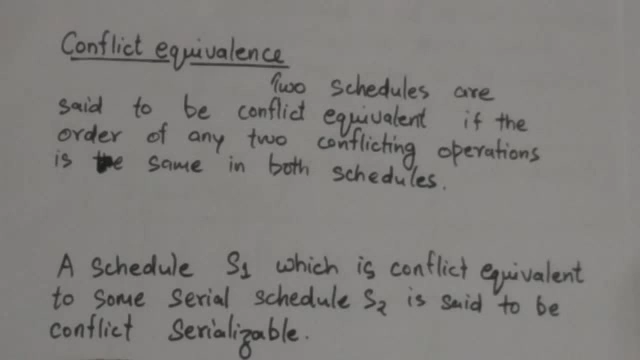 Conflict equivalence
Two schedules are
said to be conflict equivalent if the
order of any two conflicting operations
is the same in both schedules.
A schedule S1 which is conflict equivalent
to some serial schedule S2 is said to be
conflict serializable.